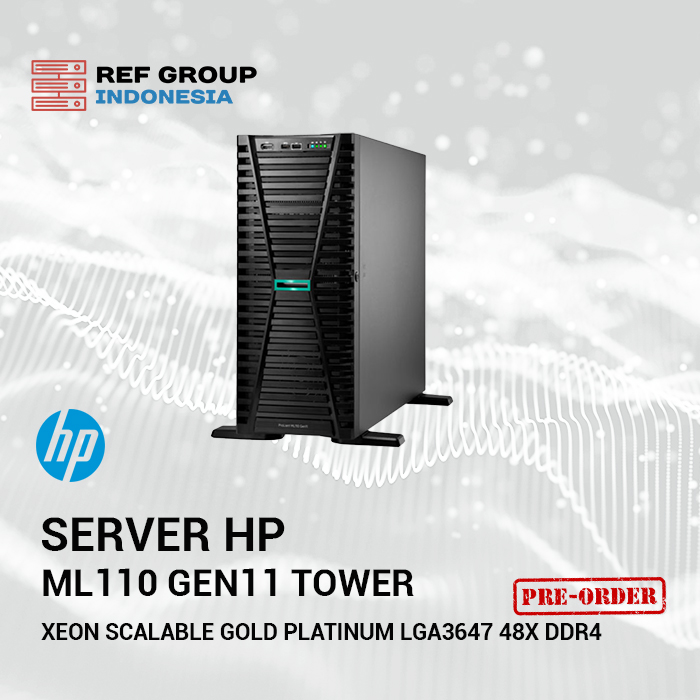 REF GROUP
INDONESIA
hp
SERVER HP
ML110 GEN11 TOWER
PRE-ORDER
XEON SCALABLE GOLD PLATINUM LGA3647 48X DDR4